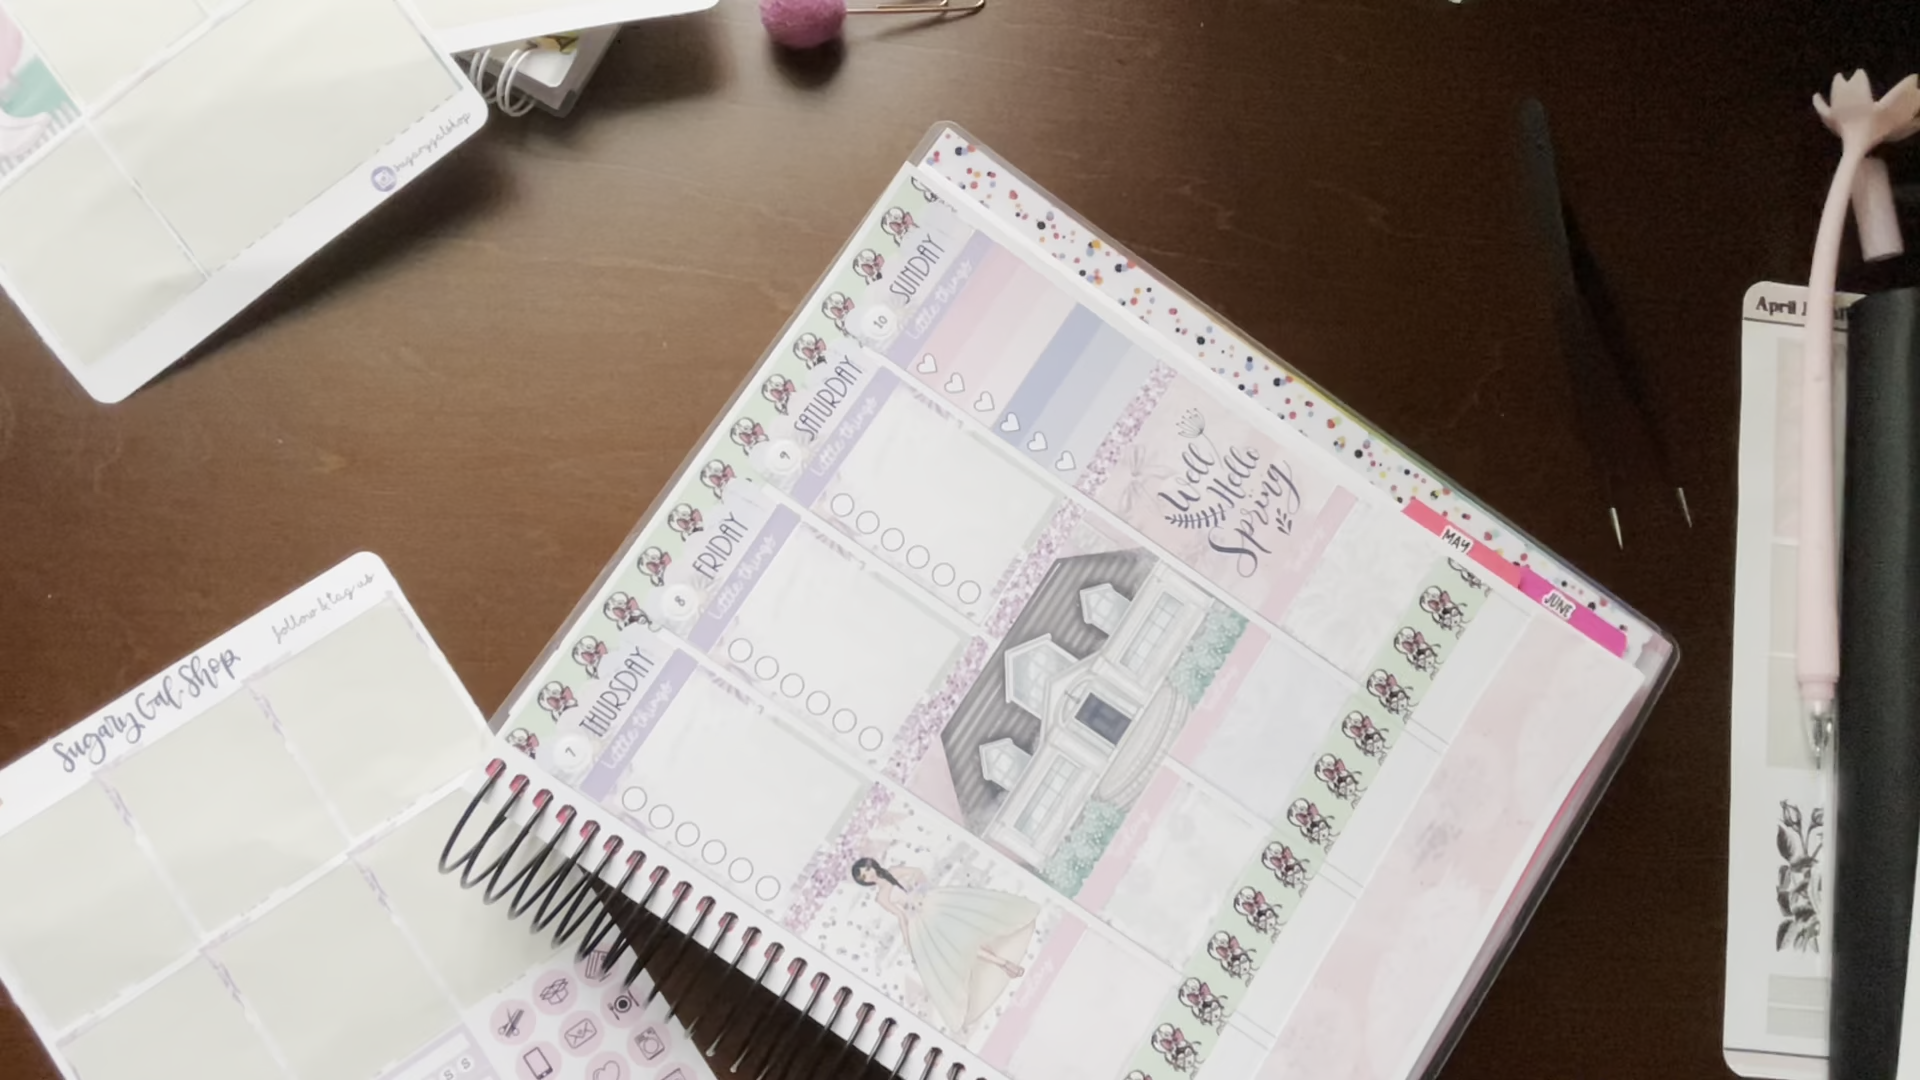 sugarygalshop
SUNDAY
Little things
10
SATURDAY
Little things
9
FRIDAY
Little things
8
THURSDAY
Little things
7
Well
Hello
Spring
MAY
JUNE
April
follow & tag us
Sugary Gal Shop